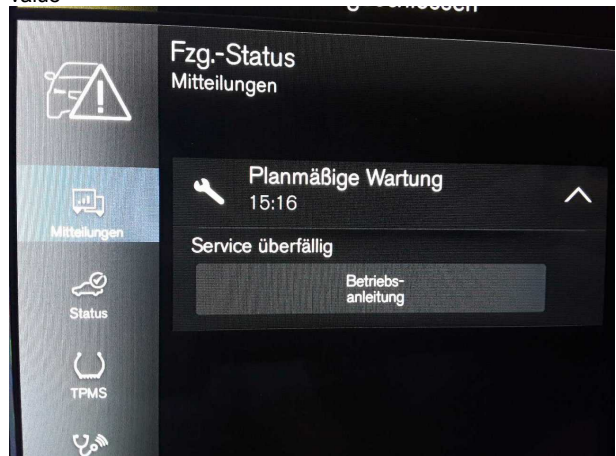 Fzg.-Status
Mitteilungen
Planmäßige Wartung
15:16
Mitteilungen
Service überfällig
Betriebs-
anleitung
Status
TPMS